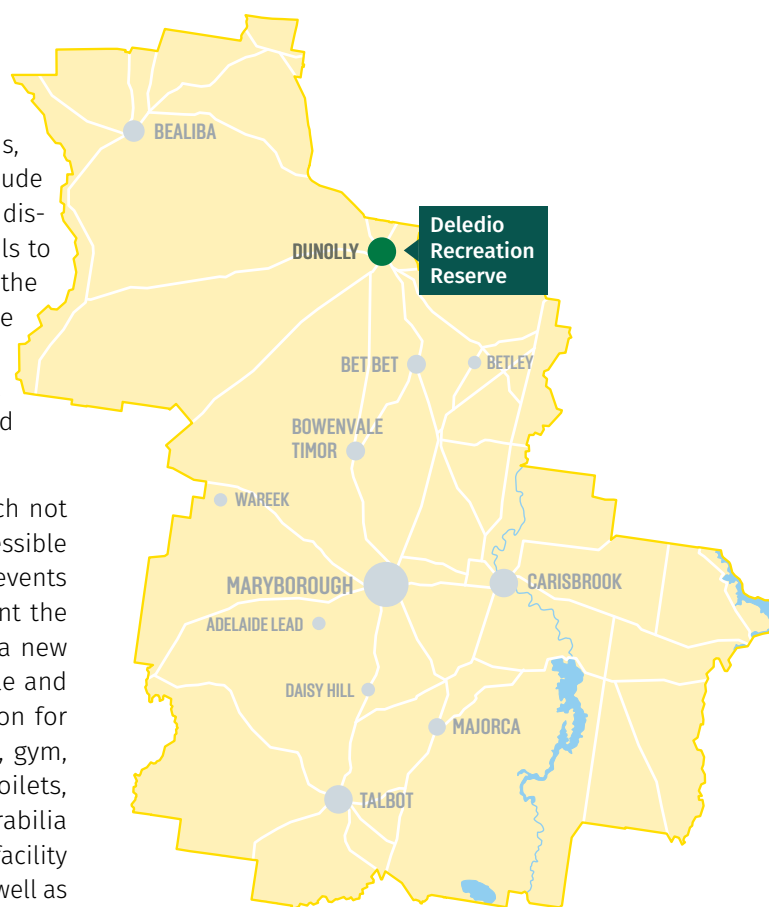 s,
ude
dis-
ls to
the
e
d
ch not
essible
events
nt the
a new
le and
on for
, gym,
oilets,
rabilia
facility
well as
BEALIBA
DUNOLLY
Deledio
Recreation
Reserve
BET BET
BETLEY
BOWENVALE
TIMOR
WAREEK
MARYBOROUGH
CARISBROOK
ADELAIDE LEAD
DAISY HILL
MAJORCA
TALBOT